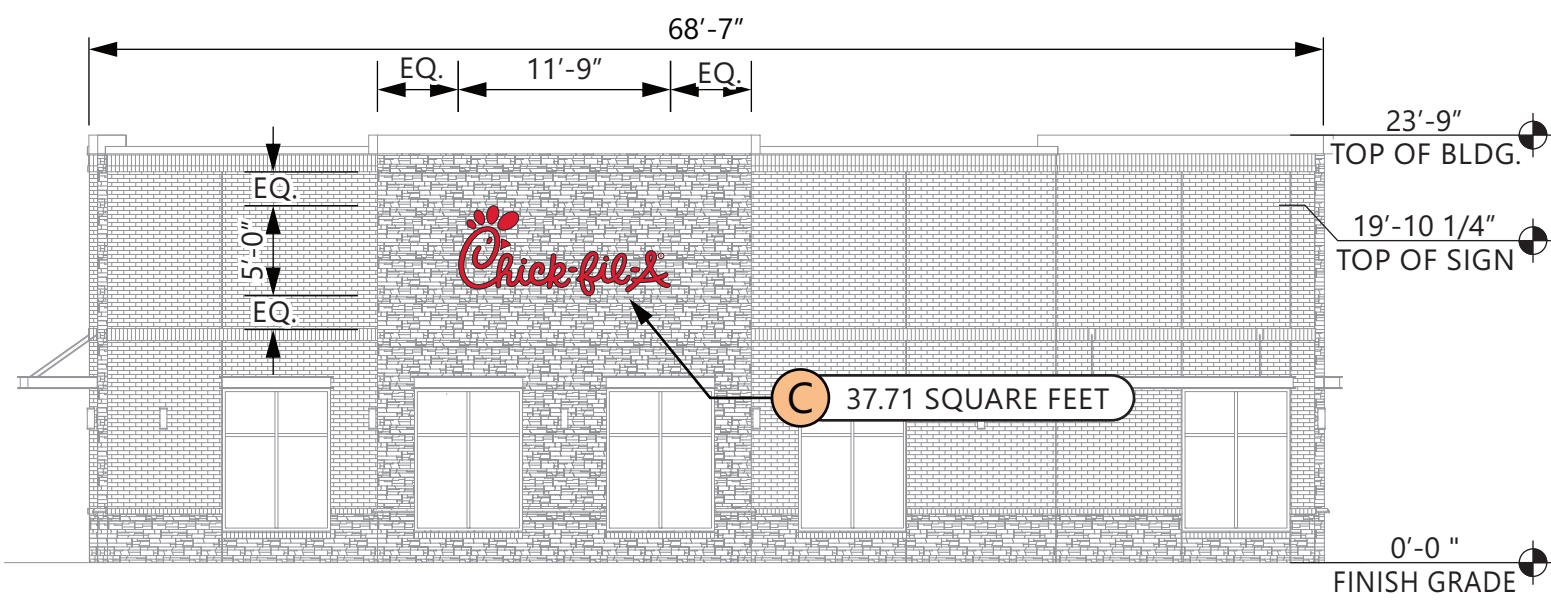 68'-7"
EQ.
11'-9"
EQ.
23'-9"
TOP OF BLDG.
EQ.
5'-0"
EQ.
19'-10 1/4"
TOP OF SIGN
Chick-fil-A®
C 37.71 SQUARE FEET
0'-0 "
FINISH GRADE